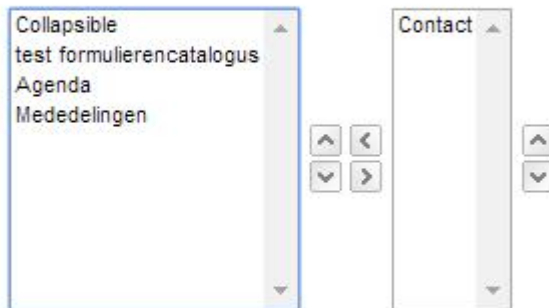 Collapsible
test formulierencatalogus
Agenda
Mededelingen
Contact